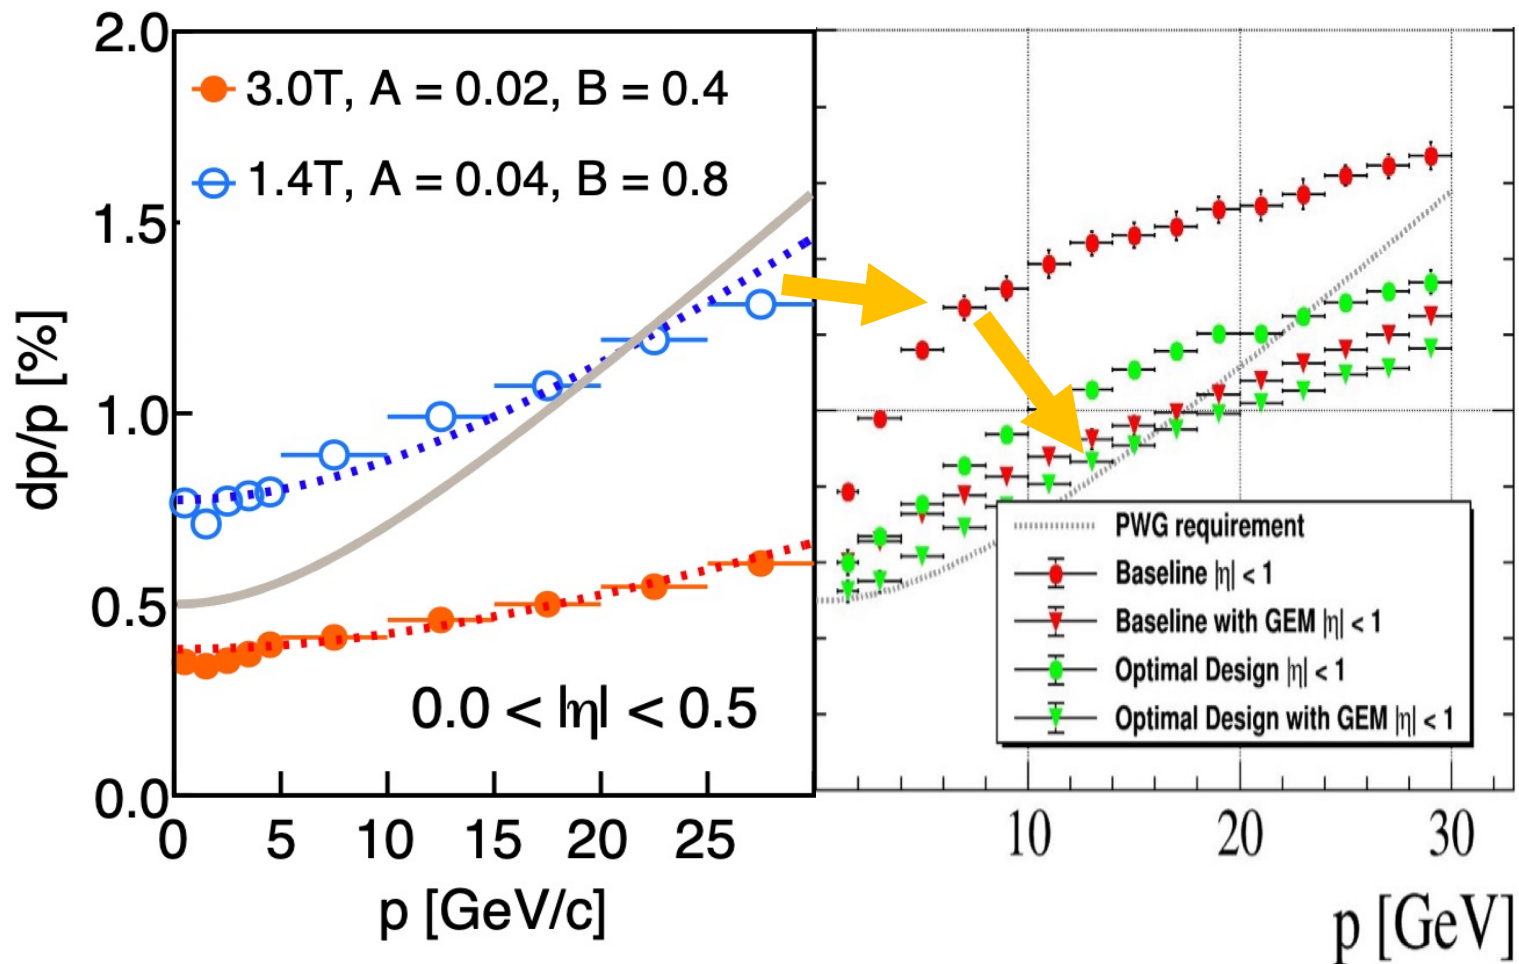 2.0
3.0T, A = 0.02, B = 0.4
1.4T, A = 0.04, B = 0.8
1.5
1.0
0.5
0.0
dp/p [%]
0.0 < |η| < 0.5
0 5 10 15 20 25
p [GeV/c]
PWG requirement
Baseline |η| < 1
Baseline with GEM |η| < 1
Optimal Design |η| < 1
Optimal Design with GEM |η| < 1
10 20 30
p [GeV]